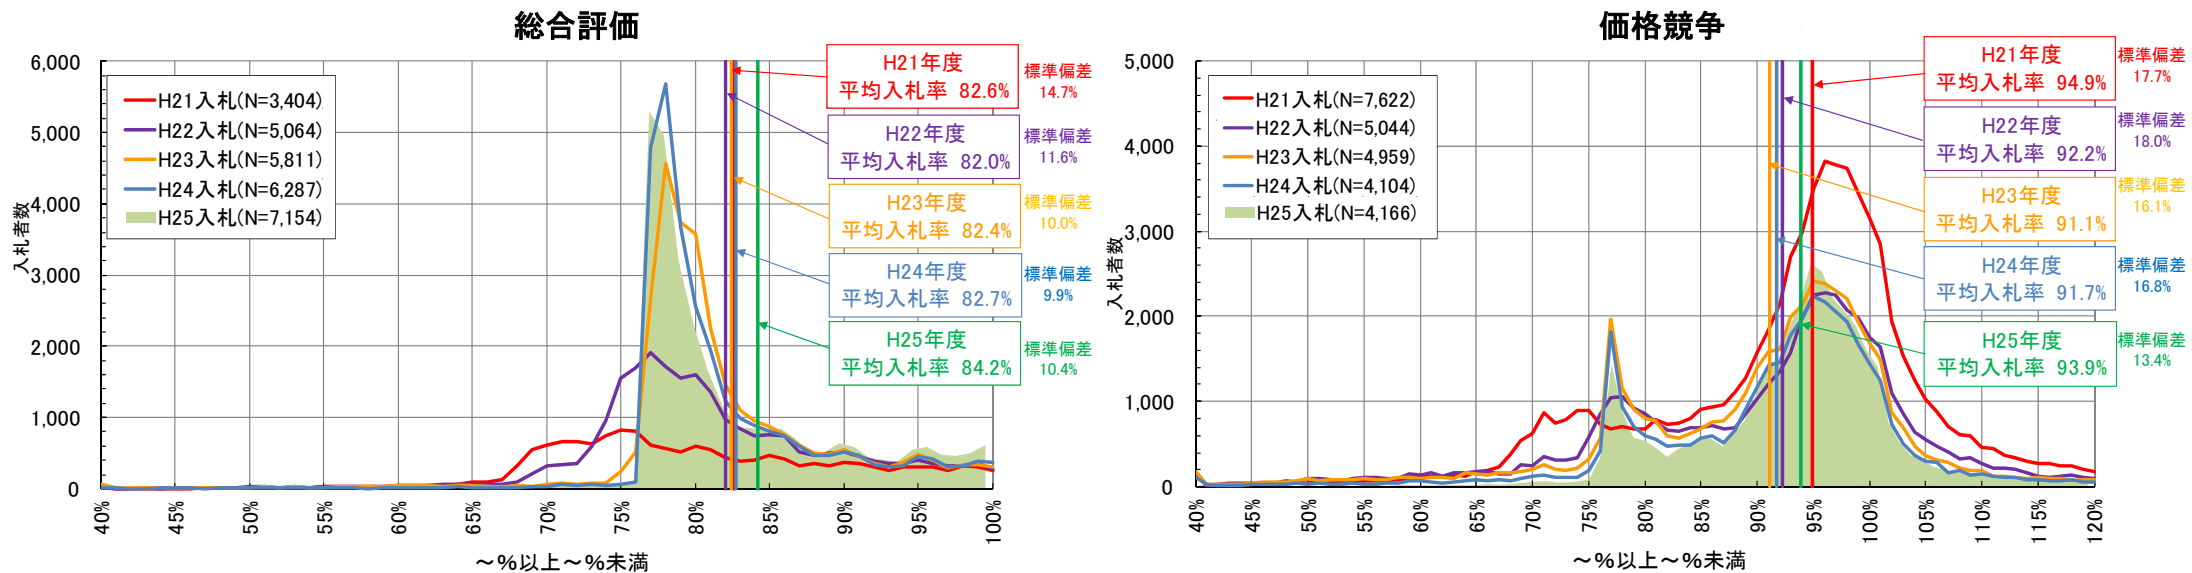 総合評価
6,000
5,000
4,000
3,000
2,000
1,000
0
入札者数
H21入札(N=3,404)
H22入札(N=5,064)
H23入札(N=5,811)
H24入札(N=6,287)
H25入札(N=7,154)
H21年度
平均入札率 82.6%
標準偏差
14.7%
H22年度
平均入札率 82.0%
標準偏差
11.6%
H23年度
平均入札率 82.4%
標準偏差
10.0%
H24年度
平均入札率 82.7%
標準偏差
9.9%
H25年度
平均入札率 84.2%
標準偏差
10.4%
40%
45%
50%
55%
60%
65%
70%
75%
80%
85%
90%
95%
100%
～%以上～%未満
価格競争
5,000
4,000
3,000
2,000
1,000
0
入札者数
H21入札(N=7,622)
H22入札(N=5,044)
H23入札(N=4,959)
H24入札(N=4,104)
H25入札(N=4,166)
H21年度
平均入札率 94.9%
標準偏差
17.7%
H22年度
平均入札率 92.2%
標準偏差
18.0%
H23年度
平均入札率 91.1%
標準偏差
16.1%
H24年度
平均入札率 91.7%
標準偏差
16.8%
H25年度
平均入札率 93.9%
標準偏差
13.4%
40%
45%
50%
55%
60%
65%
70%
75%
80%
85%
90%
95%
100%
105%
110%
115%
120%
～%以上～%未満